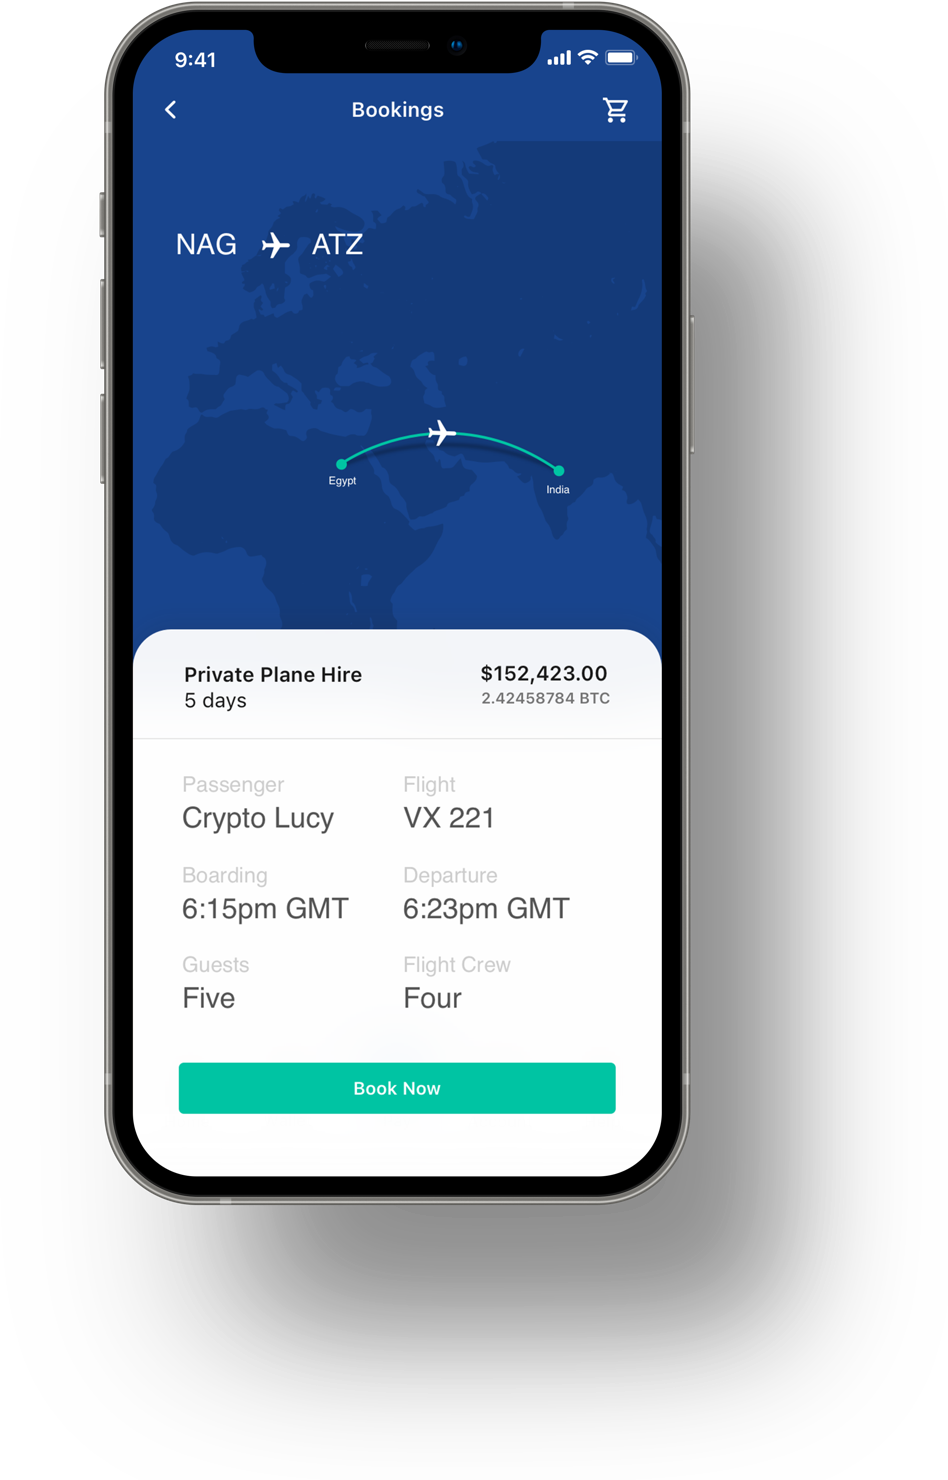 9:41
Bookings
NAG ATZ
Egypt
India
Private Plane Hire $152,423.00
5 days 2.42458784 BTC
Passenger Flight
Crypto Lucy VX 221
Boarding Departure
6:15pm GMT 6:23pm GMT
Guests Flight Crew
Five Four
Book Now